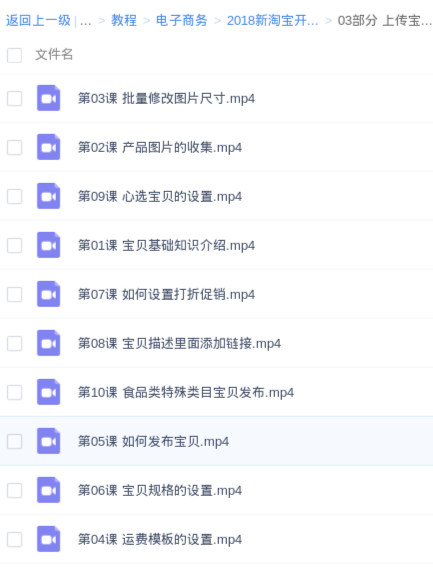 返回上一级 | ... > 教程 > 电子商务 > 2018新淘宝开... > 03部分 上传宝...
文件名
第03课 批量修改图片尺寸.mp4
第02课 产品图片的收集.mp4
第09课 心选宝贝的设置.mp4
第01课 宝贝基础知识介绍.mp4
第07课 如何设置打折促销.mp4
第08课 宝贝描述里面添加链接.mp4
第10课 食品类特殊类目宝贝发布.mp4
第05课 如何发布宝贝.mp4
第06课 宝贝规格的设置.mp4
第04课 运费模板的设置.mp4